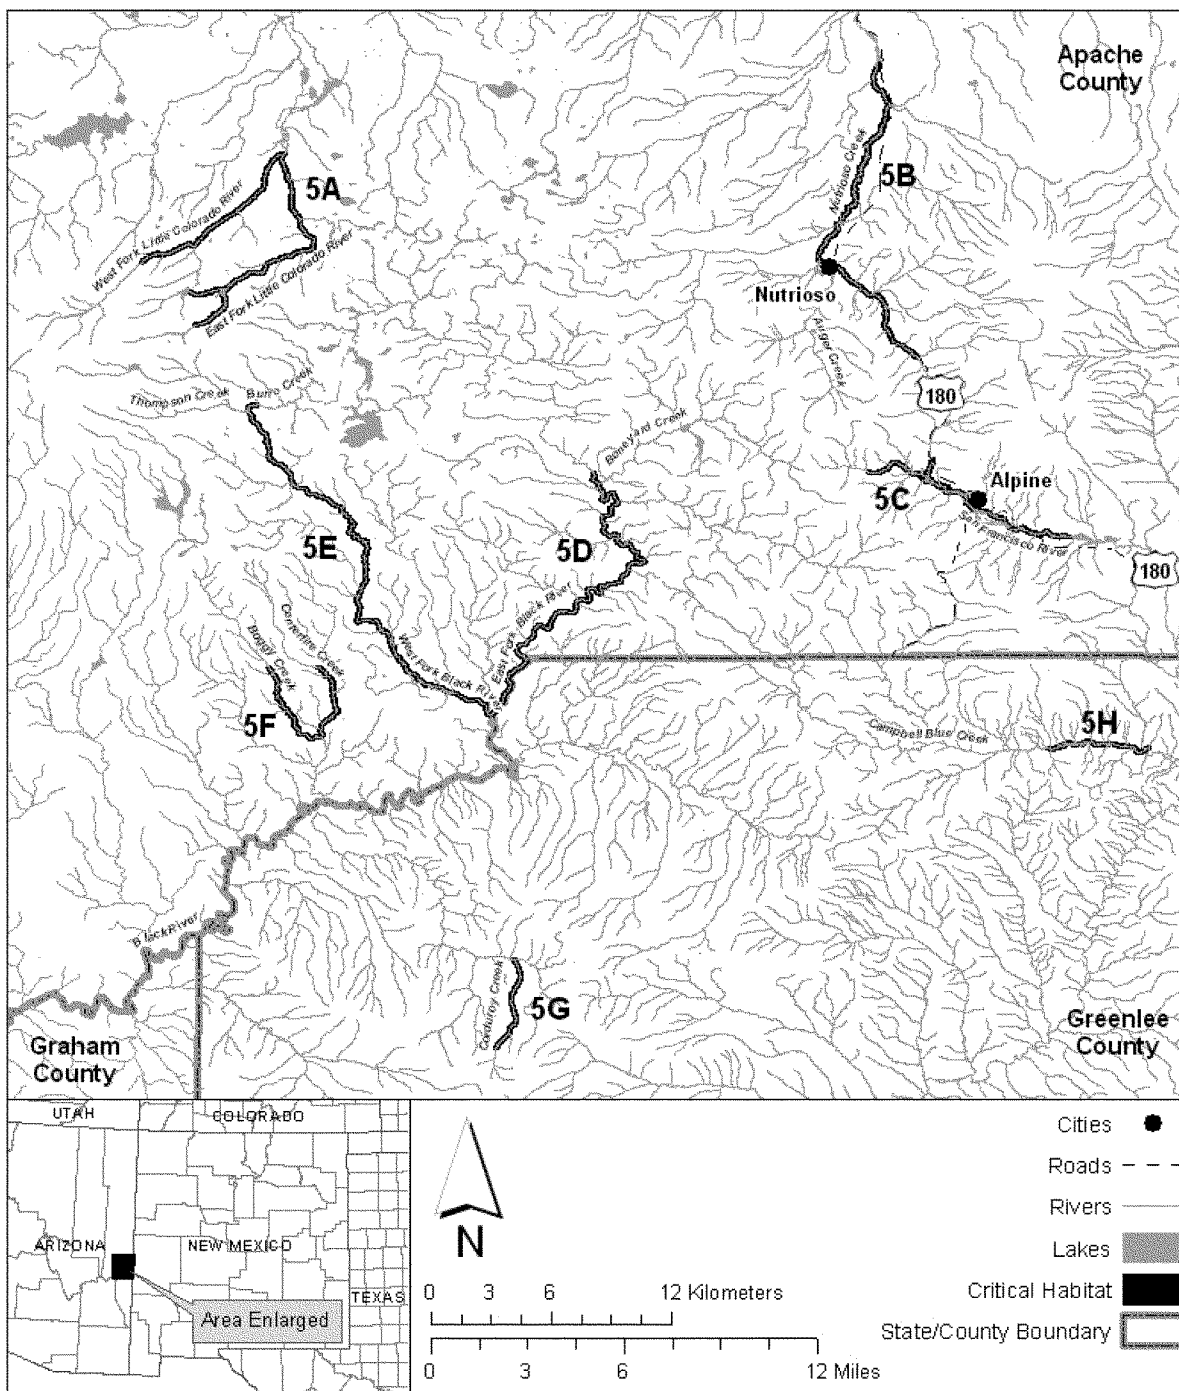 Apache
County
5A
5B
Nutrioso Creek
West Fork Little Colorado River
East Fork Little Colorado River
Nutrioso
Auger Creek
180
Thompson Creek
Burro Creek
Boneyard Creek
5C
Alpine
San Francisco River
180
5E
5D
Centerfire Creek
Boggy Creek
West Fork Black River
East Fork Black River
5F
Campbell Blue Creek
5H
Black River
Corduroy Creek
5G
Graham
County
Greenlee
County
UTAH
COLORADO
ARIZONA
NEW MEXICO
TEXAS
Area Enlarged
N
0 3 6 12 Kilometers
0 3 6 12 Miles
Cities
Roads
Rivers
Lakes
Critical Habitat
State/County Boundary